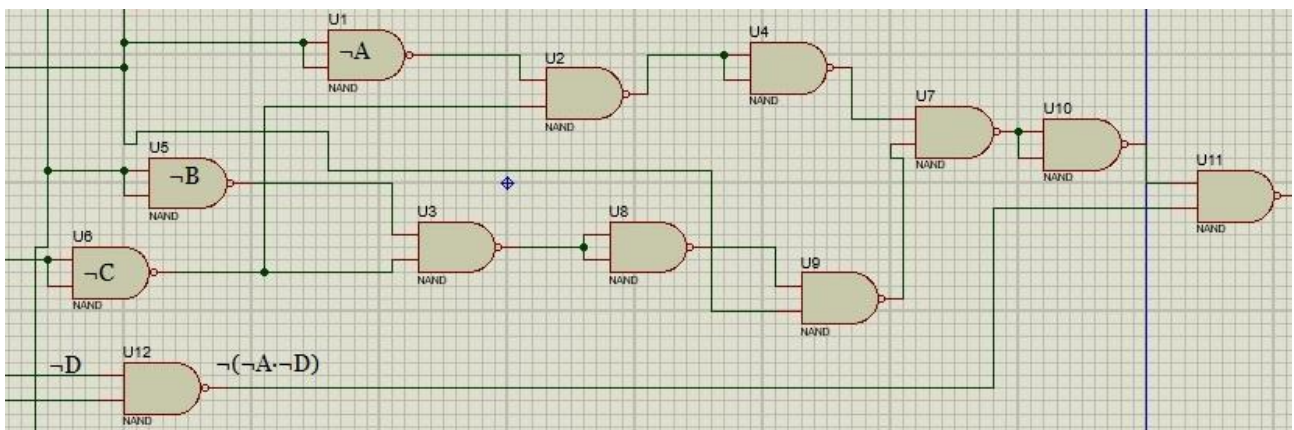 U1
¬A
NAND
U2
NAND
U4
NAND
U7
NAND
U10
NAND
U11
NAND
U5
¬B
NAND
U3
NAND
U8
NAND
U6
¬C
NAND
U9
NAND
¬D
U12
¬(¬A·¬D)
NAND